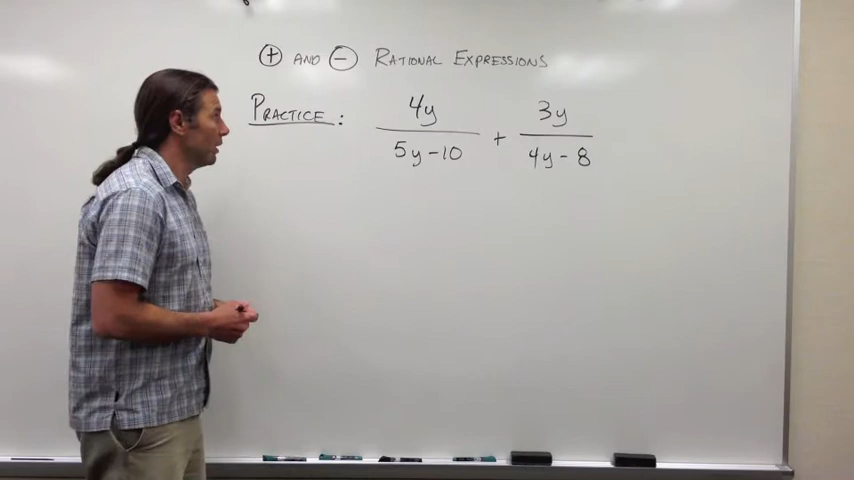 + AND - RATIONAL EXPRESSIONS
PRACTICE: 4y/(5y-10) + 3y/(4y-8)